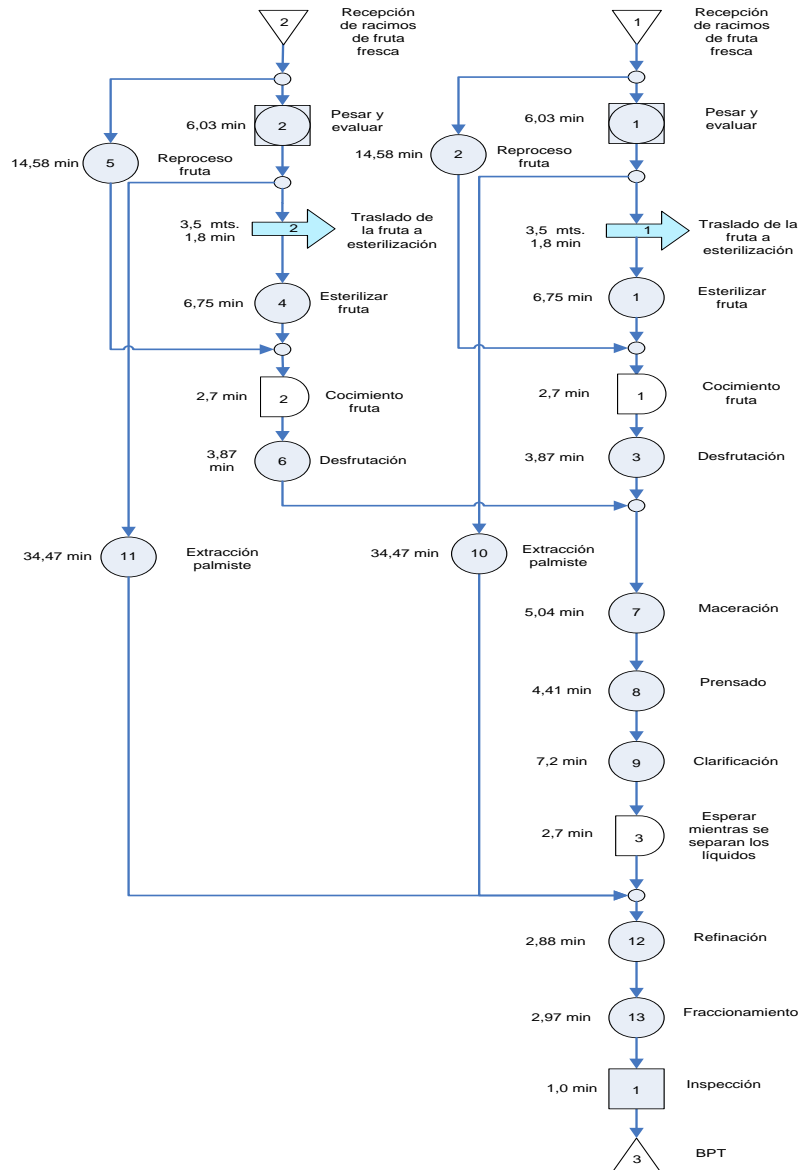 2
Recepción
de racimos
de fruta
fresca
1
Recepción
de racimos
de fruta
fresca
6,03 min
2
Pesar y
evaluar
6,03 min
1
Pesar y
evaluar
14,58 min
5
Reproceso
fruta
14,58 min
2
Reproceso
fruta
3,5 mts.
1,8 min
2
Traslado de
la fruta a
esterilización
3,5 mts.
1,8 min
1
Traslado de la
fruta a
esterilización
6,75 min
4
Esterilizar
fruta
6,75 min
1
Esterilizar
fruta
2,7 min
2
Cocimiento
fruta
2,7 min
1
Cocimiento
fruta
3,87
min
6
Desfrutación
3,87 min
3
Desfrutación
34,47 min
11
Extracción
palmiste
34,47 min
10
Extracción
palmiste
5,04 min
7
Maceración
4,41 min
8
Prensado
7,2 min
9
Clarificación
2,7 min
3
Esperar
mientras se
separan los
líquidos
2,88 min
12
Refinación
2,97 min
13
Fraccionamiento
1,0 min
1
Inspección
3
BPT